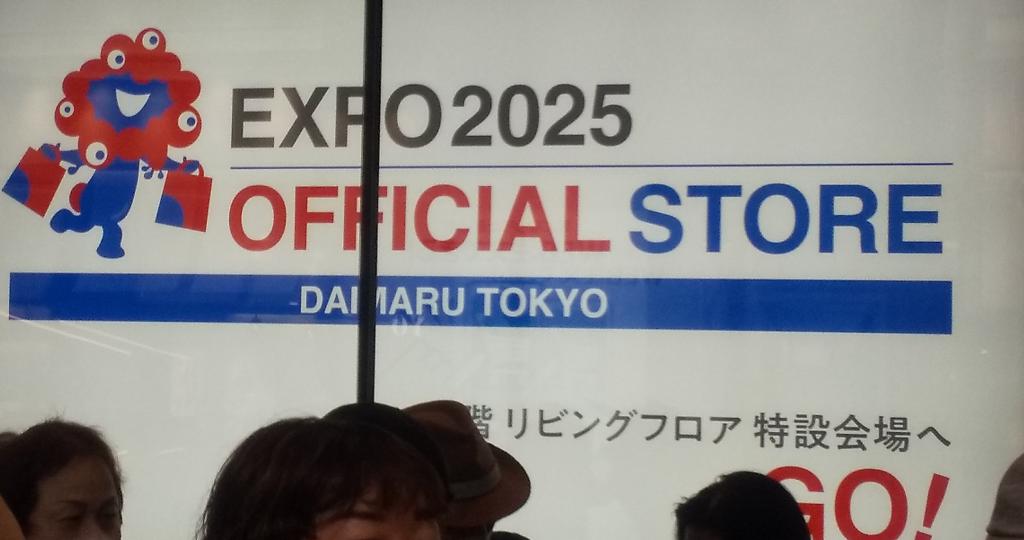 EXPO2025
OFFICIAL STORE
DAIMARU TOKYO
階 リビングフロア 特設会場へ
GO!